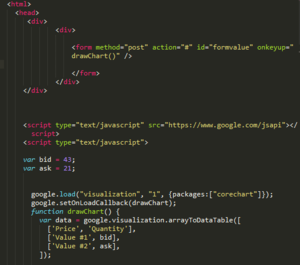 <html>
<head>
<div>
<div>
<form method="post" action="#" id="formvalue" onkeyup="
drawChart()" />
</form>
</div>
</div>
<script type="text/javascript" src="https://www.google.com/jsapi"></
script>
<script type="text/javascript">
var bid = 43;
var ask = 21;
google.load("visualization", "1", {packages:["corechart"]});
google.setOnLoadCallback(drawChart);
function drawChart() {
var data = google.visualization.arrayToDataTable([
['Price', 'Quantity'],
['Value #1', bid],
['Value #2', ask],
]);